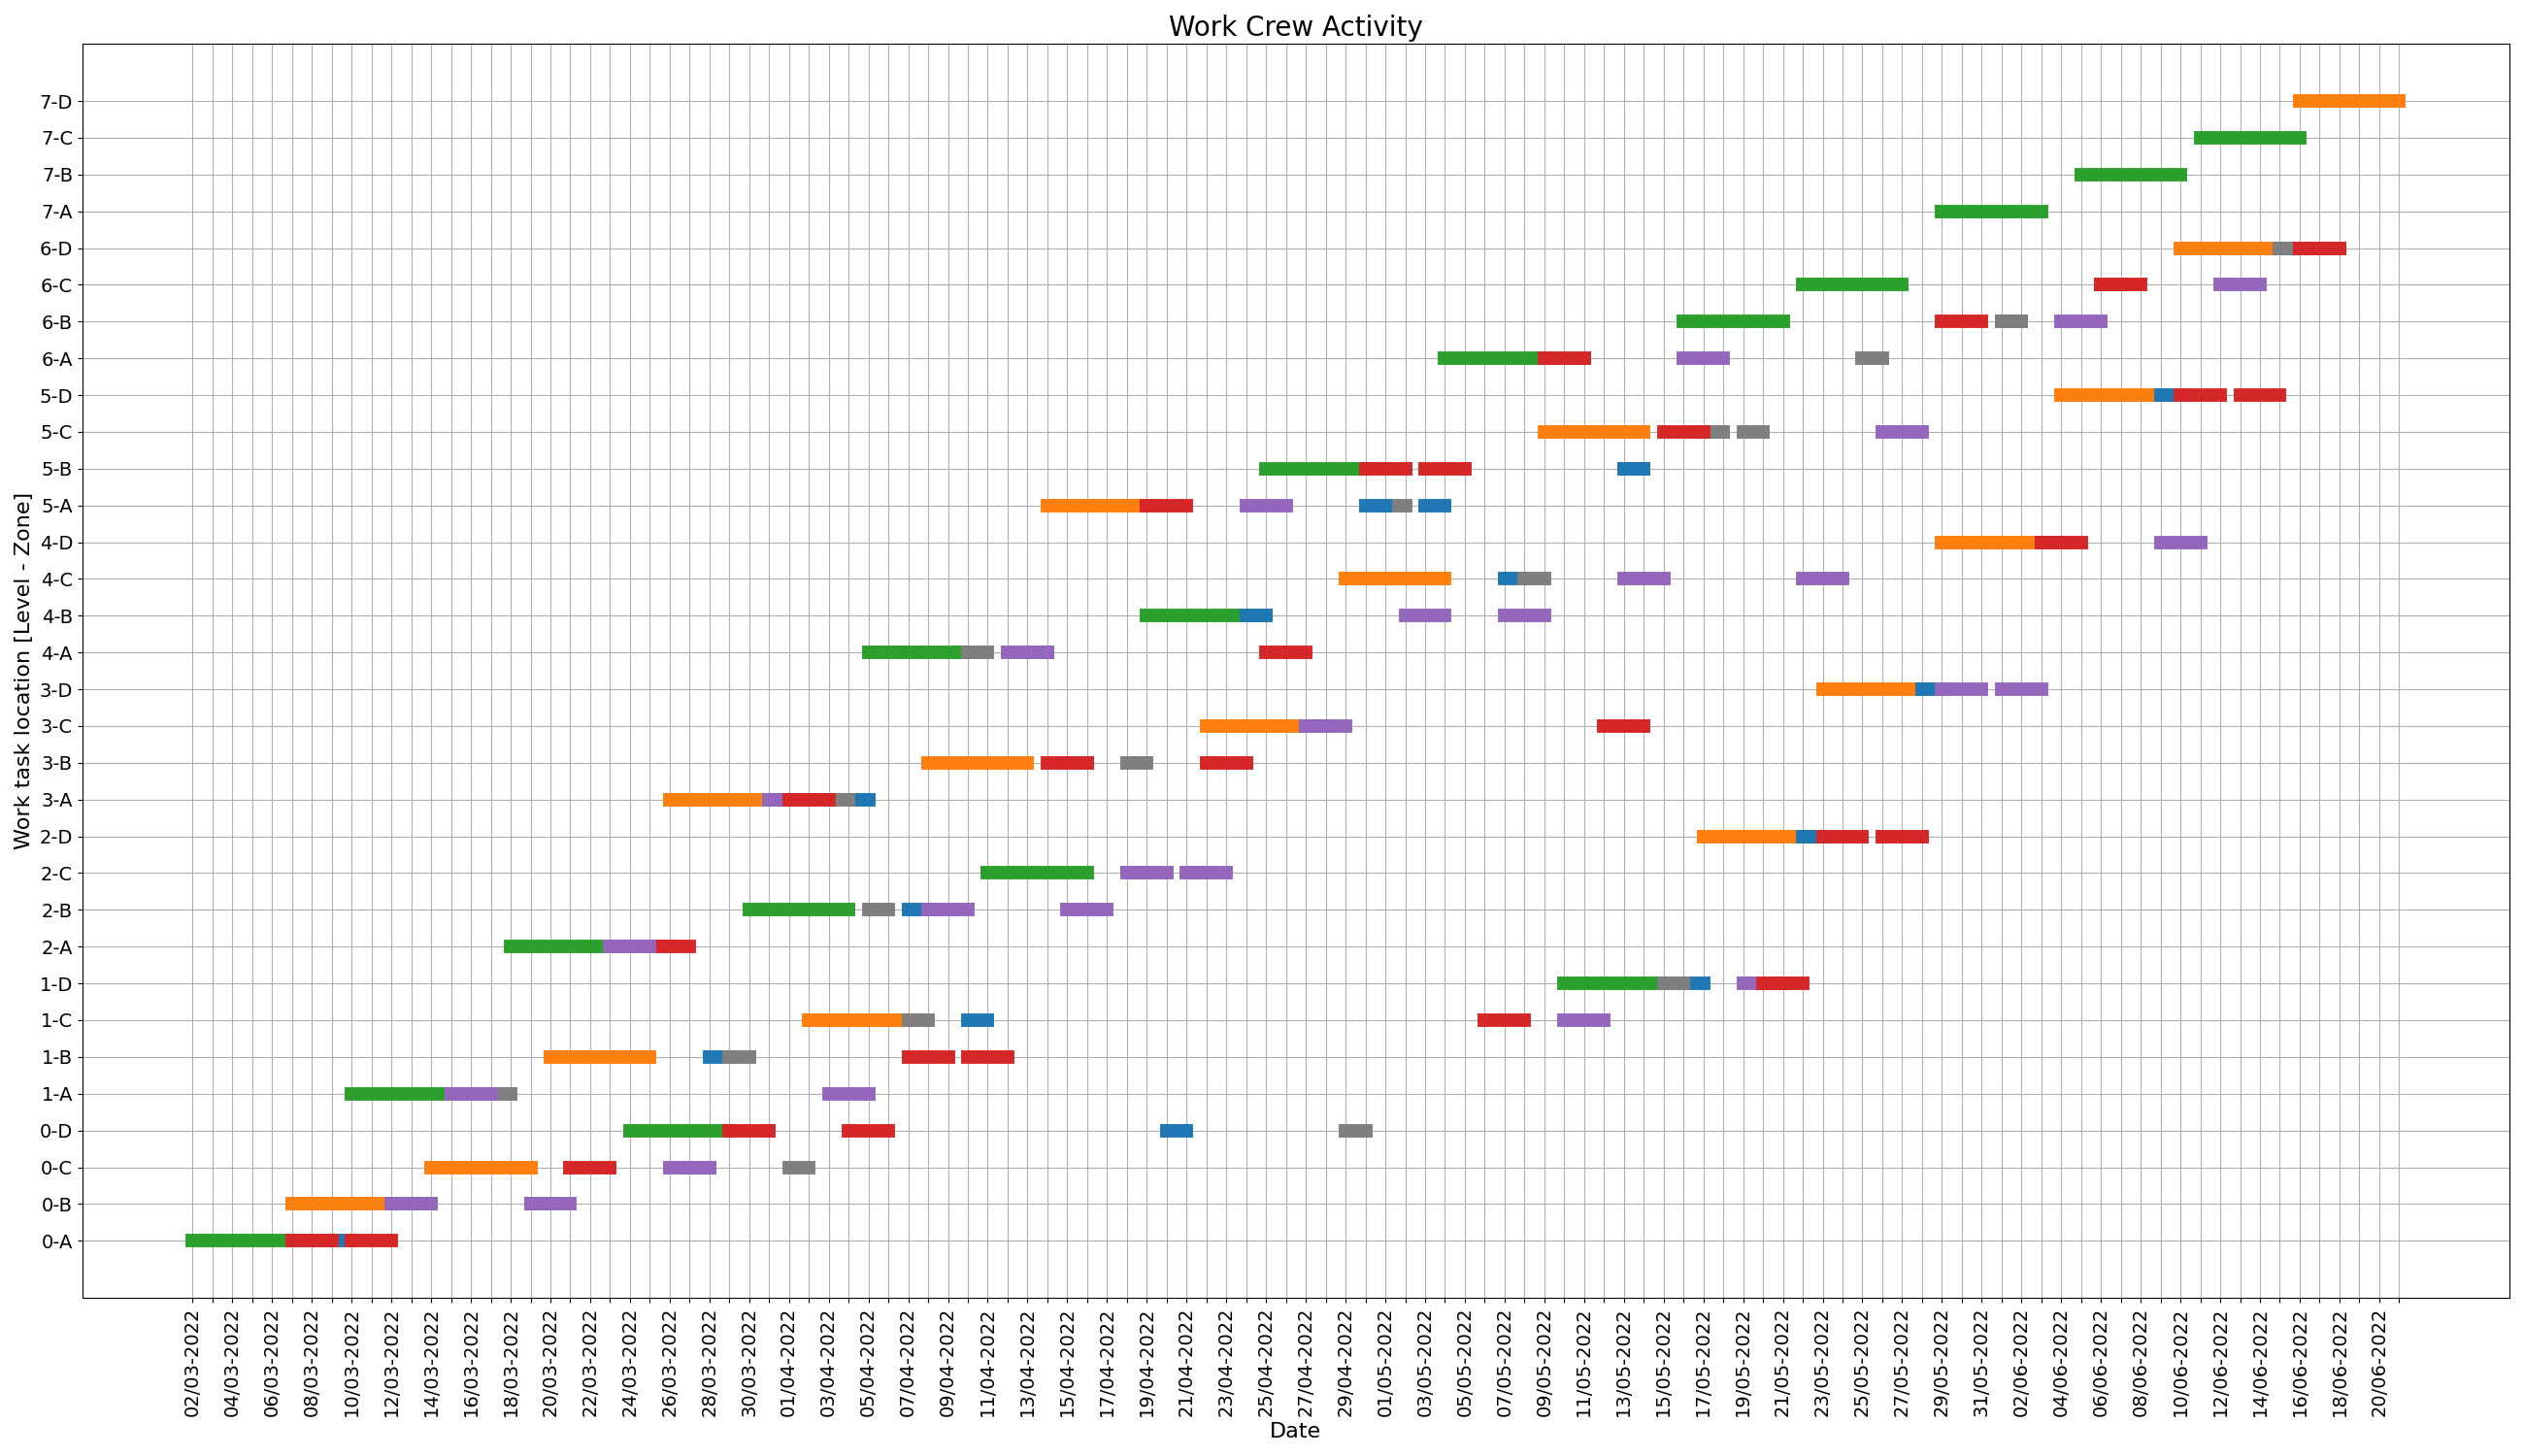 Work Crew Activity
Work task location [Level - Zone]
7-D
7-C
7-B
7-A
6-D
6-C
6-B
6-A
5-D
5-C
5-B
5-A
4-D
4-C
4-B
4-A
3-D
3-C
3-B
3-A
2-D
2-C
2-B
2-A
1-D
1-C
1-B
1-A
0-D
0-C
0-B
0-A
02/03-2022
04/03-2022
06/03-2022
08/03-2022
10/03-2022
12/03-2022
14/03-2022
16/03-2022
18/03-2022
20/03-2022
22/03-2022
24/03-2022
26/03-2022
28/03-2022
30/03-2022
01/04-2022
03/04-2022
05/04-2022
07/04-2022
09/04-2022
11/04-2022
13/04-2022
15/04-2022
17/04-2022
19/04-2022
21/04-2022
23/04-2022
25/04-2022
27/04-2022
29/04-2022
01/05-2022
03/05-2022
05/05-2022
07/05-2022
09/05-2022
11/05-2022
13/05-2022
15/05-2022
17/05-2022
19/05-2022
21/05-2022
23/05-2022
25/05-2022
27/05-2022
29/05-2022
31/05-2022
02/06-2022
04/06-2022
06/06-2022
08/06-2022
10/06-2022
12/06-2022
14/06-2022
16/06-2022
18/06-2022
20/06-2022
Date